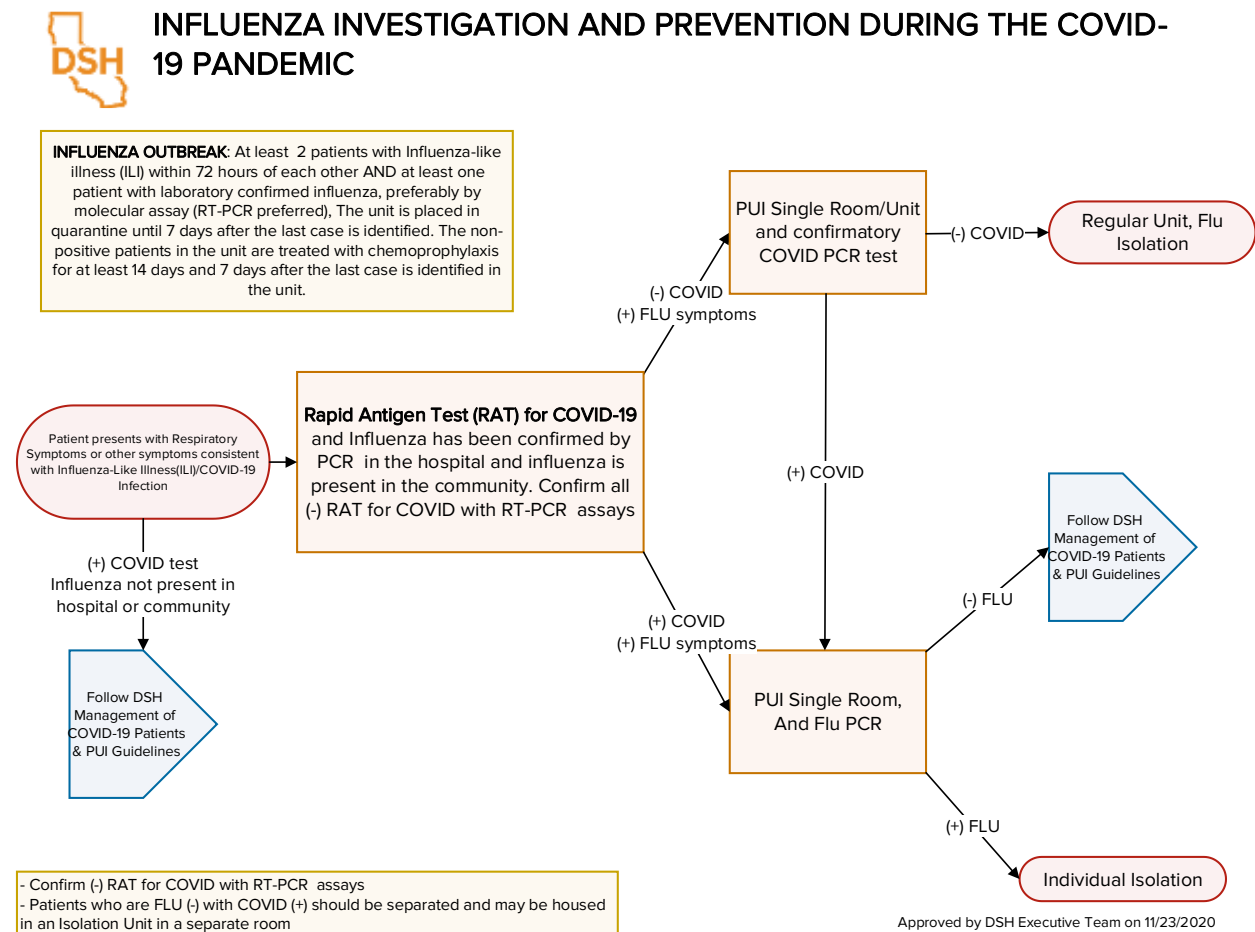 DSH
INFLUENZA INVESTIGATION AND PREVENTION DURING THE COVID-
19 PANDEMIC
INFLUENZA OUTBREAK: At least 2 patients with Influenza-like
illness (ILI) within 72 hours of each other AND at least one
patient with laboratory confirmed influenza, preferably by
molecular assay (RT-PCR preferred), The unit is placed in
quarantine until 7 days after the last case is identified. The non-
positive patients in the unit are treated with chemoprophylaxis
for at least 14 days and 7 days after the last case is identified in
the unit.
PUI Single Room/Unit
and confirmatory
COVID PCR test
(-) COVID
Regular Unit, Flu
Isolation
(-) COVID
(+) FLU symptoms
Patient presents with Respiratory
Symptoms or other symptoms consistent
with Influenza-Like Illness(ILI)/COVID-19
Infection
Rapid Antigen Test (RAT) for COVID-19
and Influenza has been confirmed by
PCR in the hospital and influenza is
present in the community. Confirm all
(-) RAT for COVID with RT-PCR assays
(+) COVID
(+) COVID test
Influenza not present in
hospital or community
(+) COVID
(+) FLU symptoms
Follow DSH
Management of
COVID-19 Patients
& PUI Guidelines
(-) FLU
PUI Single Room,
And Flu PCR
Follow DSH
Management of
COVID-19 Patients
& PUI Guidelines
(+) FLU
Individual Isolation
- Confirm (-) RAT for COVID with RT-PCR assays
- Patients who are FLU (-) with COVID (+) should be separated and may be housed
in an Isolation Unit in a separate room
Approved by DSH Executive Team on 11/23/2020